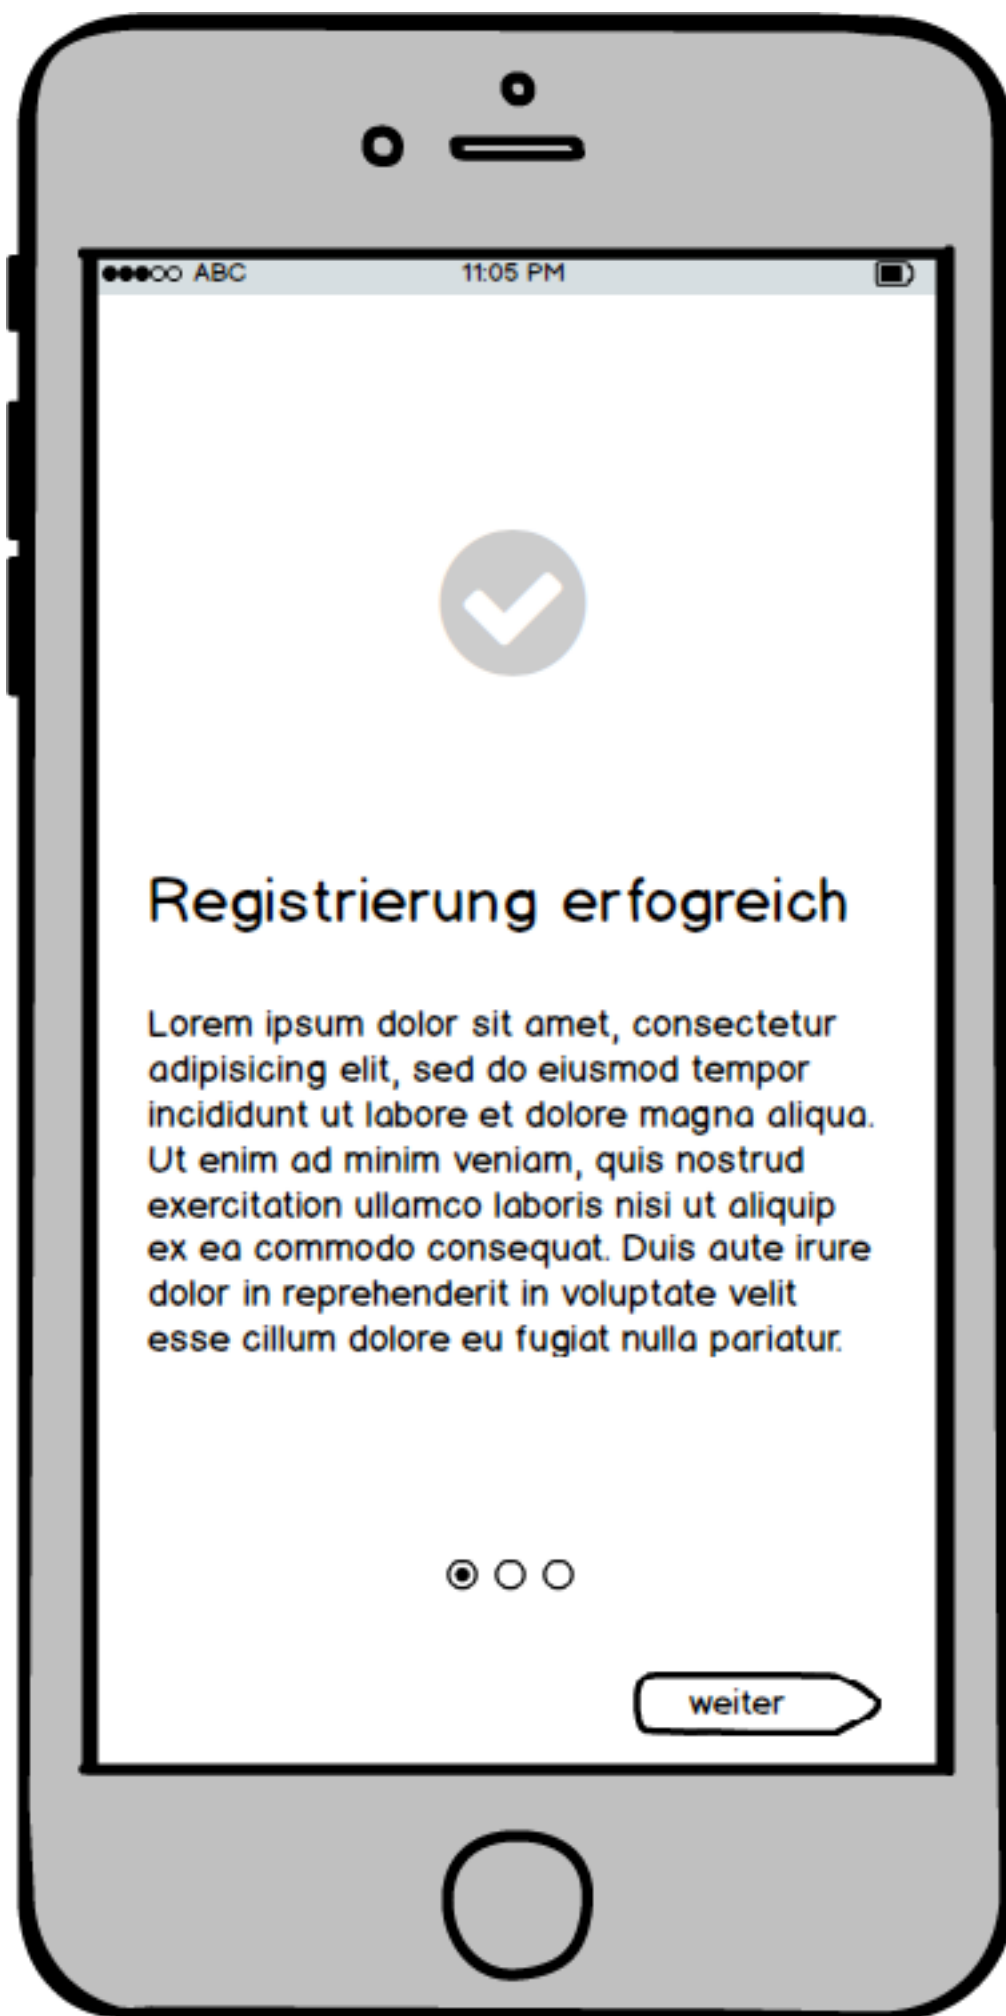 ABC 11:05 PM
Registrierung erfogreich
Lorem ipsum dolor sit amet, consectetur
adipisicing elit, sed do eiusmod tempor
incididunt ut labore et dolore magna aliqua.
Ut enim ad minim veniam, quis nostrud
exercitation ullamco laboris nisi ut aliquip
ex ea commodo consequat. Duis aute irure
dolor in reprehenderit in voluptate velit
esse cillum dolore eu fugiat nulla pariatur.
weiter